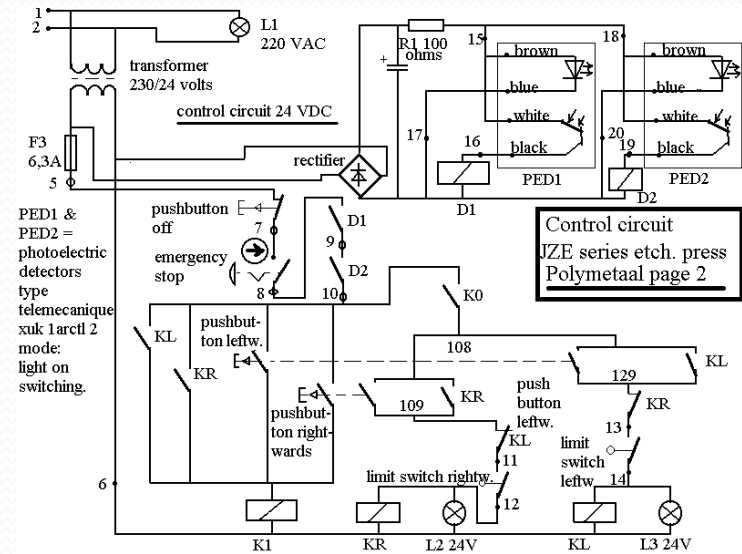 1
2
L1
220 VAC
transformer
230/24 volts
control circuit 24 VDC
F3
6,3A
5
rectifier
+
R1 100
ohms
15
brown
blue
white
black
17
16
D1
PED1
18
brown
blue
white
black
20
19
D2
PED2
PED1 &
PED2 =
photoelectric
detectors
type
telemecanique
xuk 1arctl 2
mode:
light on
switching.
pushbutton
off
7
emergency
stop
8
D1
9
D2
10
Control circuit
JZE series etch. press
Polymetaal page 2
K0
108
KL
KR
pushbut-
ton leftw.
pushbut-
ton right-
wards
KR
109
push
button
leftw.
KL
11
limit switch rightw.
12
KL
129
KR
13
limit
switch
leftw.
14
6
K1
KR
L2 24V
KL
L3 24V